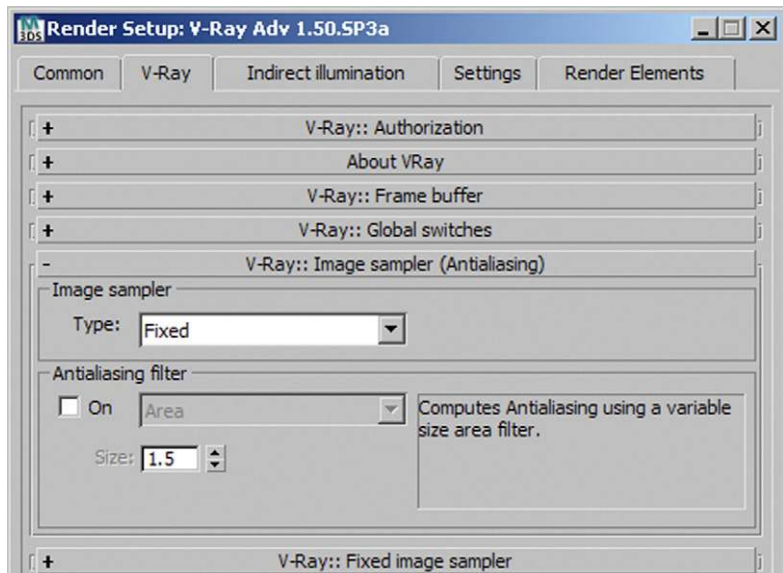 M
3DS Render Setup: V-Ray Adv 1.50.SP3a
Common V-Ray Indirect illumination Settings Render Elements
+ V-Ray:: Authorization
+ About VRay
+ V-Ray:: Frame buffer
+ V-Ray:: Global switches
- V-Ray:: Image sampler (Antialiasing)
Image sampler
Type: Fixed
Antialiasing filter
On Area Computes Antialiasing using a variable
size area filter.
Size: 1.5
+ V-Ray:: Fixed image sampler